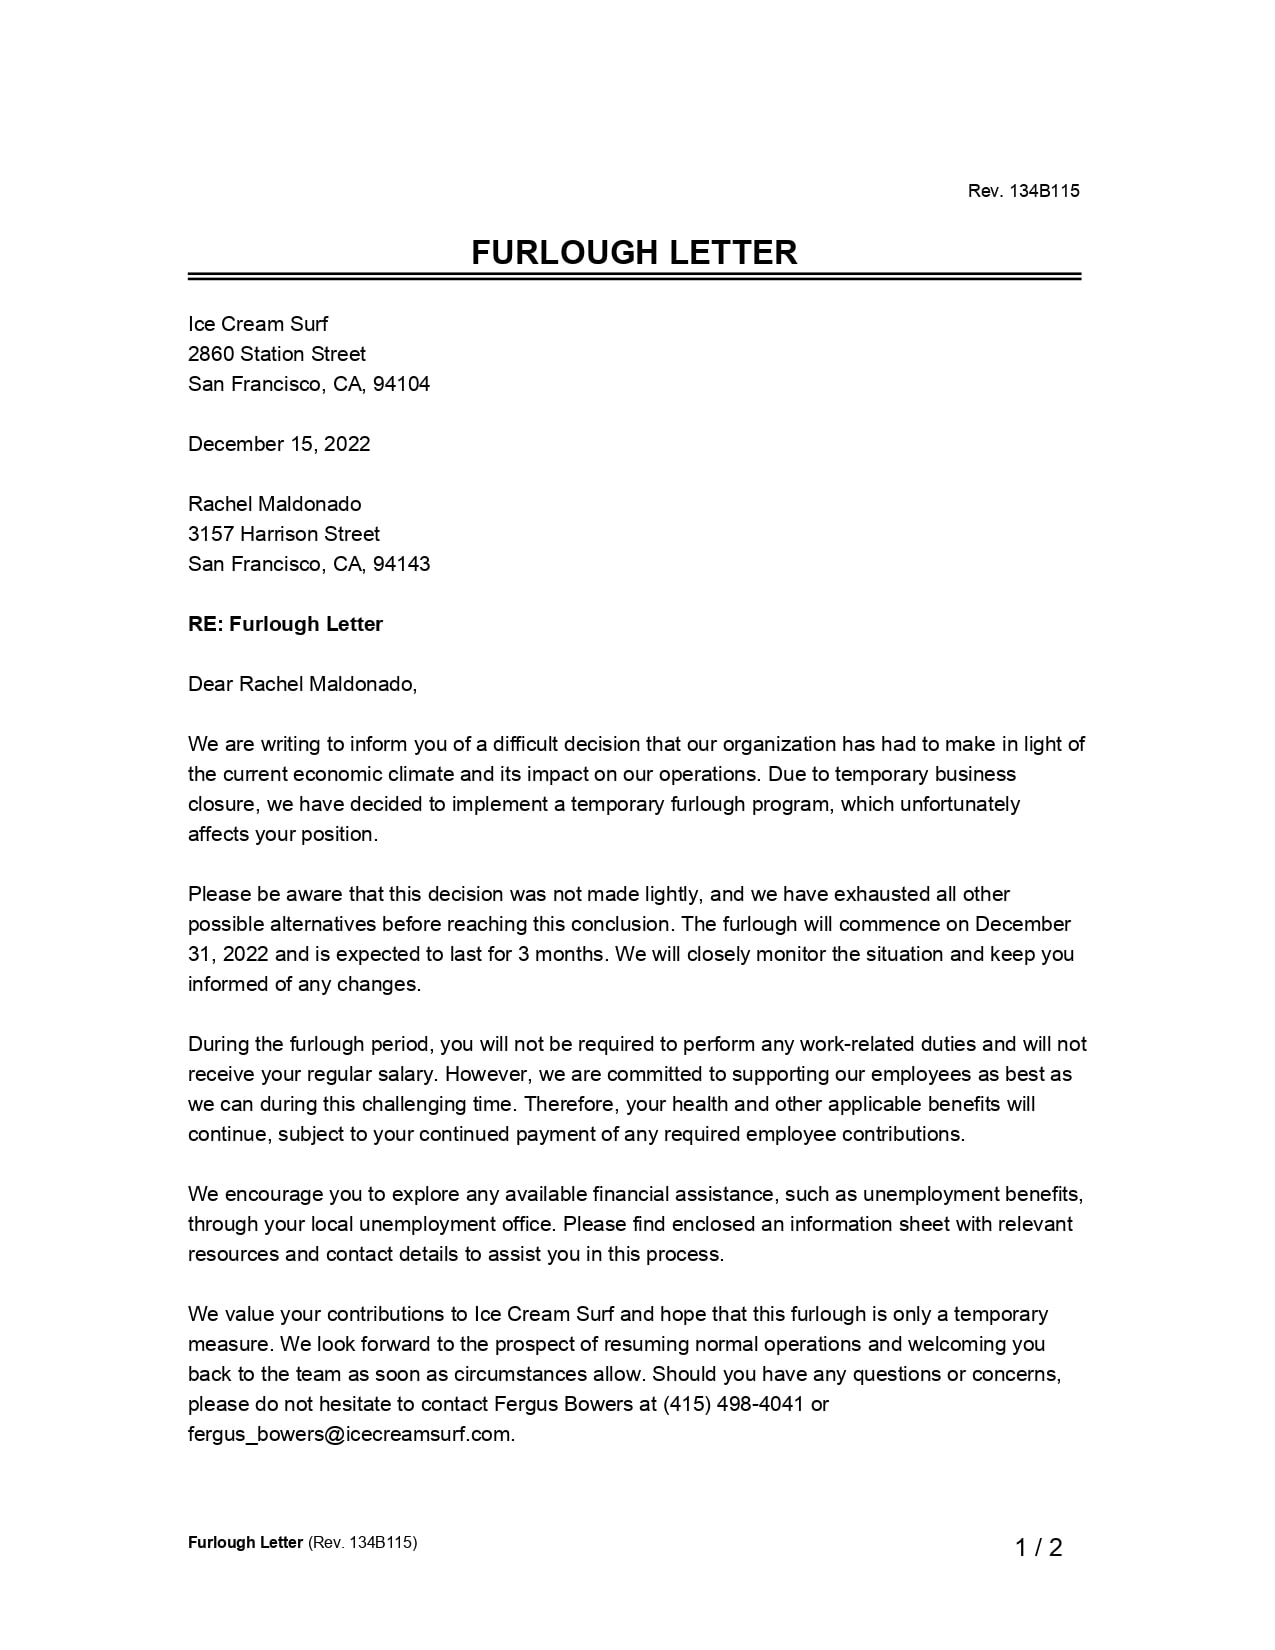 Rev. 134B115
FURLOUGH LETTER
Ice Cream Surf
2860 Station Street
San Francisco, CA, 94104
December 15, 2022
Rachel Maldonado
3157 Harrison Street
San Francisco, CA, 94143
RE: Furlough Letter
Dear Rachel Maldonado,
We are writing to inform you of a difficult decision that our organization has had to make in light of
the current economic climate and its impact on our operations. Due to temporary business
closure, we have decided to implement a temporary furlough program, which unfortunately
affects your position.
Please be aware that this decision was not made lightly, and we have exhausted all other
possible alternatives before reaching this conclusion. The furlough will commence on December
31, 2022 and is expected to last for 3 months. We will closely monitor the situation and keep you
informed of any changes.
During the furlough period, you will not be required to perform any work-related duties and will not
receive your regular salary. However, we are committed to supporting our employees as best as
we can during this challenging time. Therefore, your health and other applicable benefits will
continue, subject to your continued payment of any required employee contributions.
We encourage you to explore any available financial assistance, such as unemployment benefits,
through your local unemployment office. Please find enclosed an information sheet with relevant
resources and contact details to assist you in this process.
We value your contributions to Ice Cream Surf and hope that this furlough is only a temporary
measure. We look forward to the prospect of resuming normal operations and welcoming you
back to the team as soon as circumstances allow. Should you have any questions or concerns,
please do not hesitate to contact Fergus Bowers at (415) 498-4041 or
fergus_bowers@icecreamsurf.com.
Furlough Letter (Rev. 134B115)
1 / 2